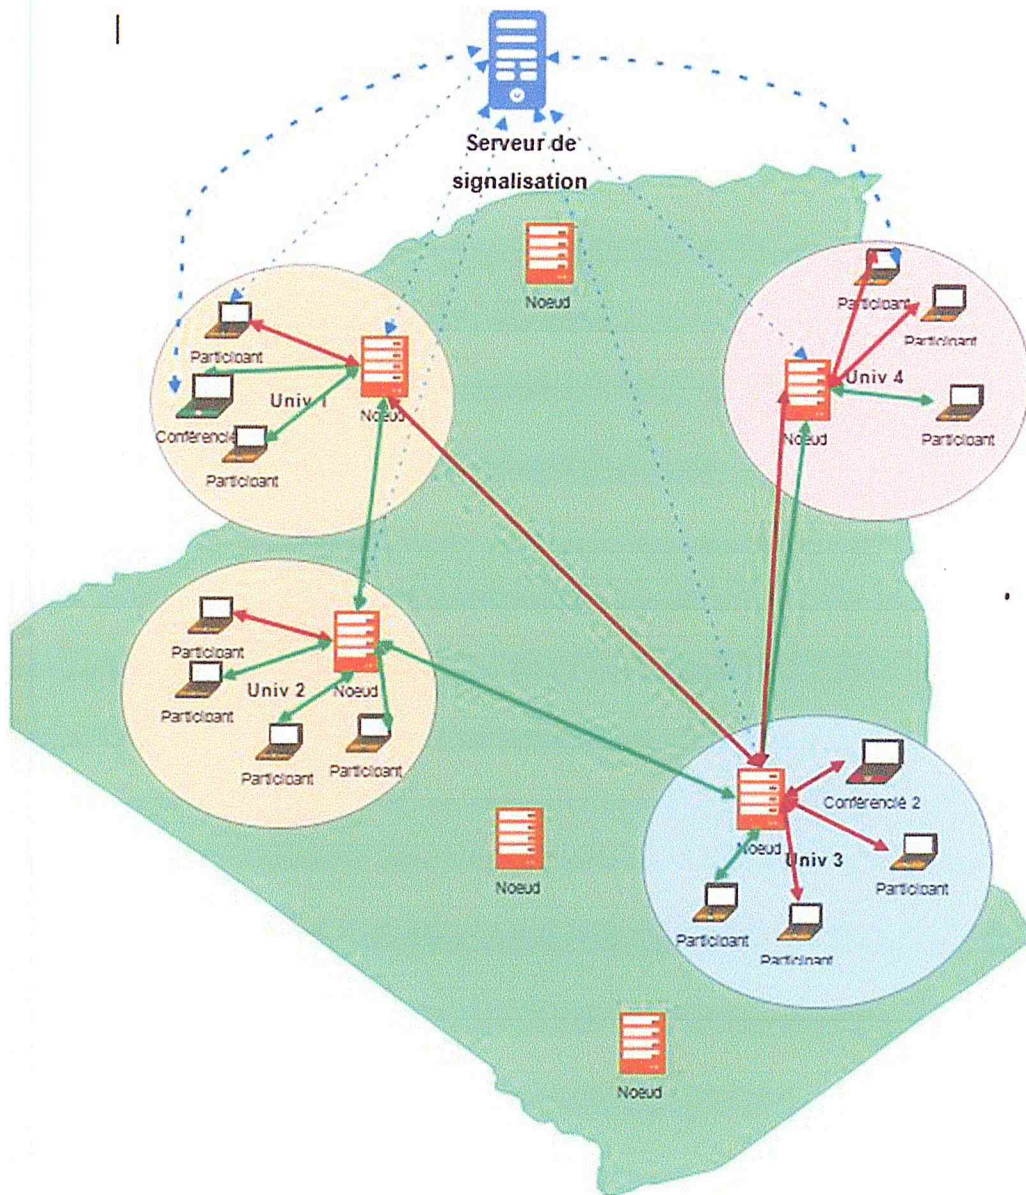 Serveur de
signalisation
Noeud
Participant
Participant
Participant
Univ 1
Noeud
Conférencié
Participant
Univ 4
Noeud
Participant
Participant
Participant
Univ 2
Noeud
Participant
Participant
Participant
Conférencié 2
Noeud
Univ 3
Noeud
Participant
Participant
Participant
Noeud